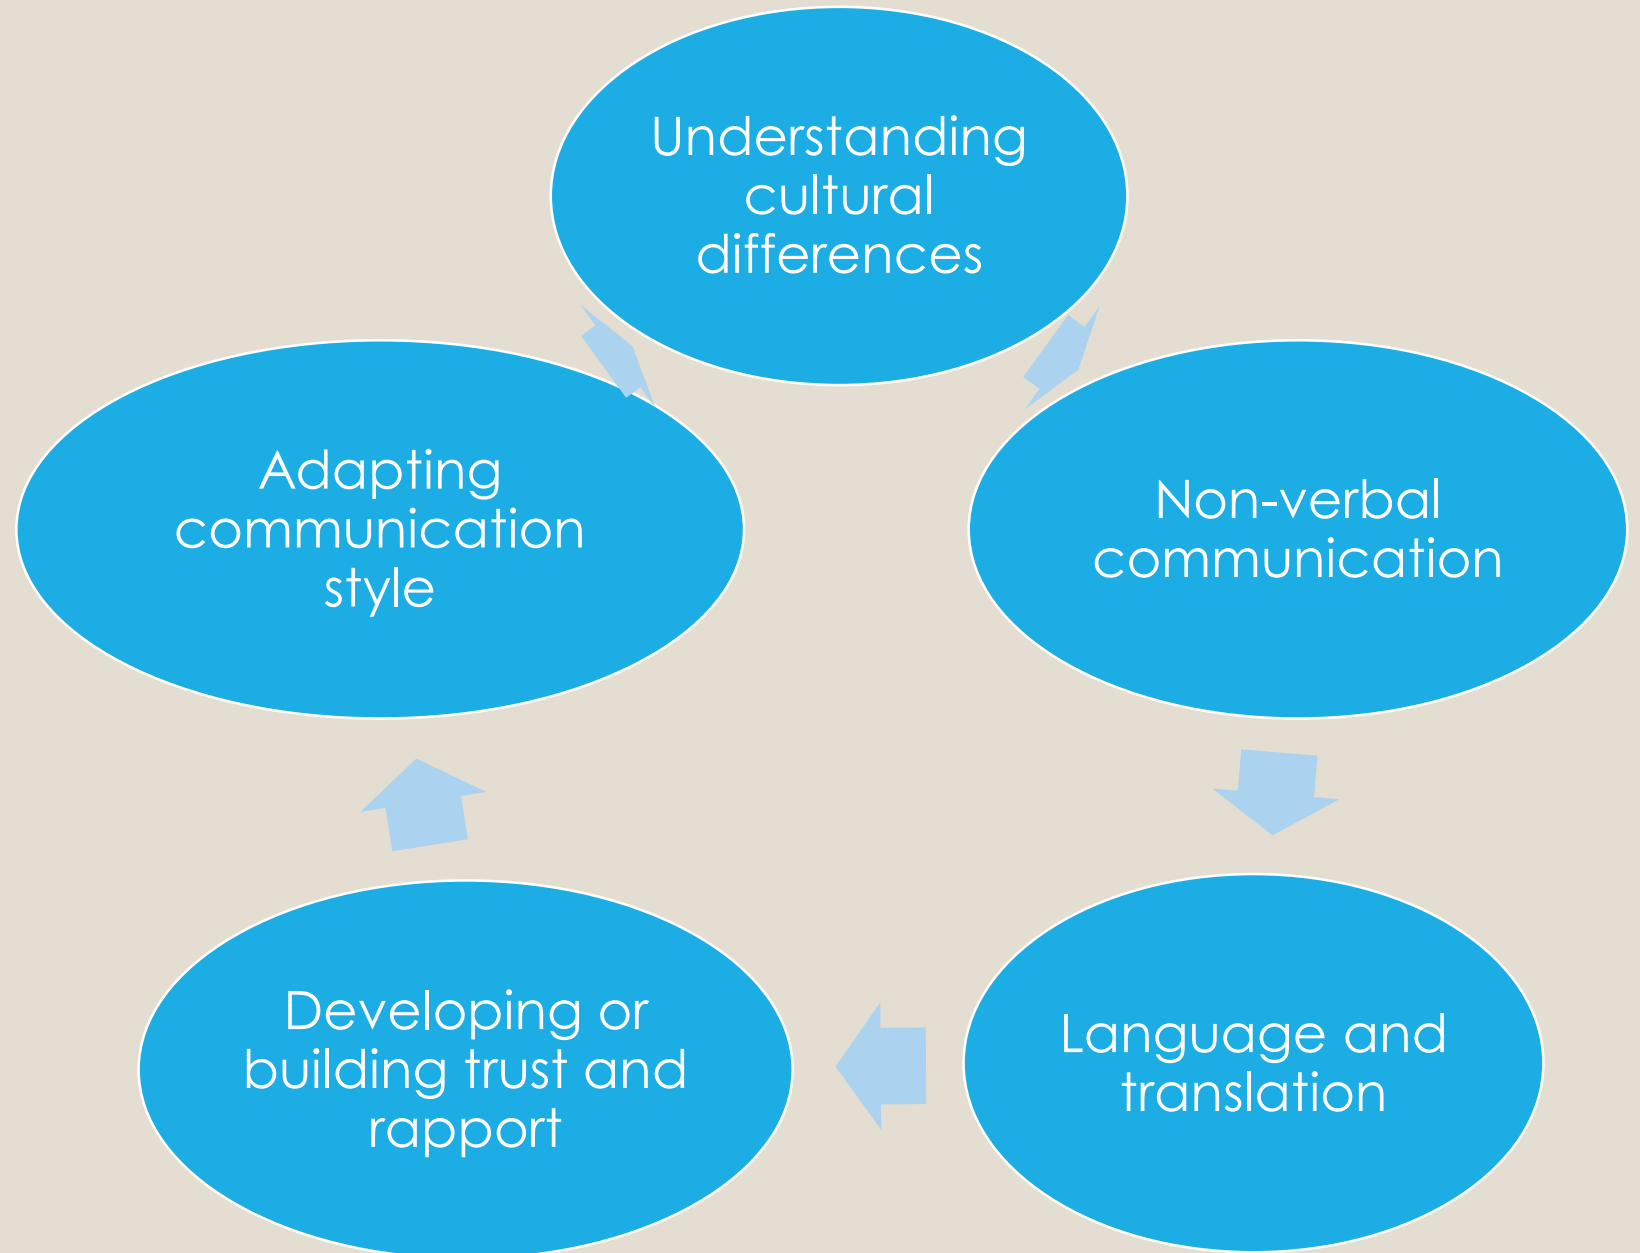 Understanding
cultural
differences
Non-verbal
communication
Language and
translation
Developing or
building trust and
rapport
Adapting
communication
style